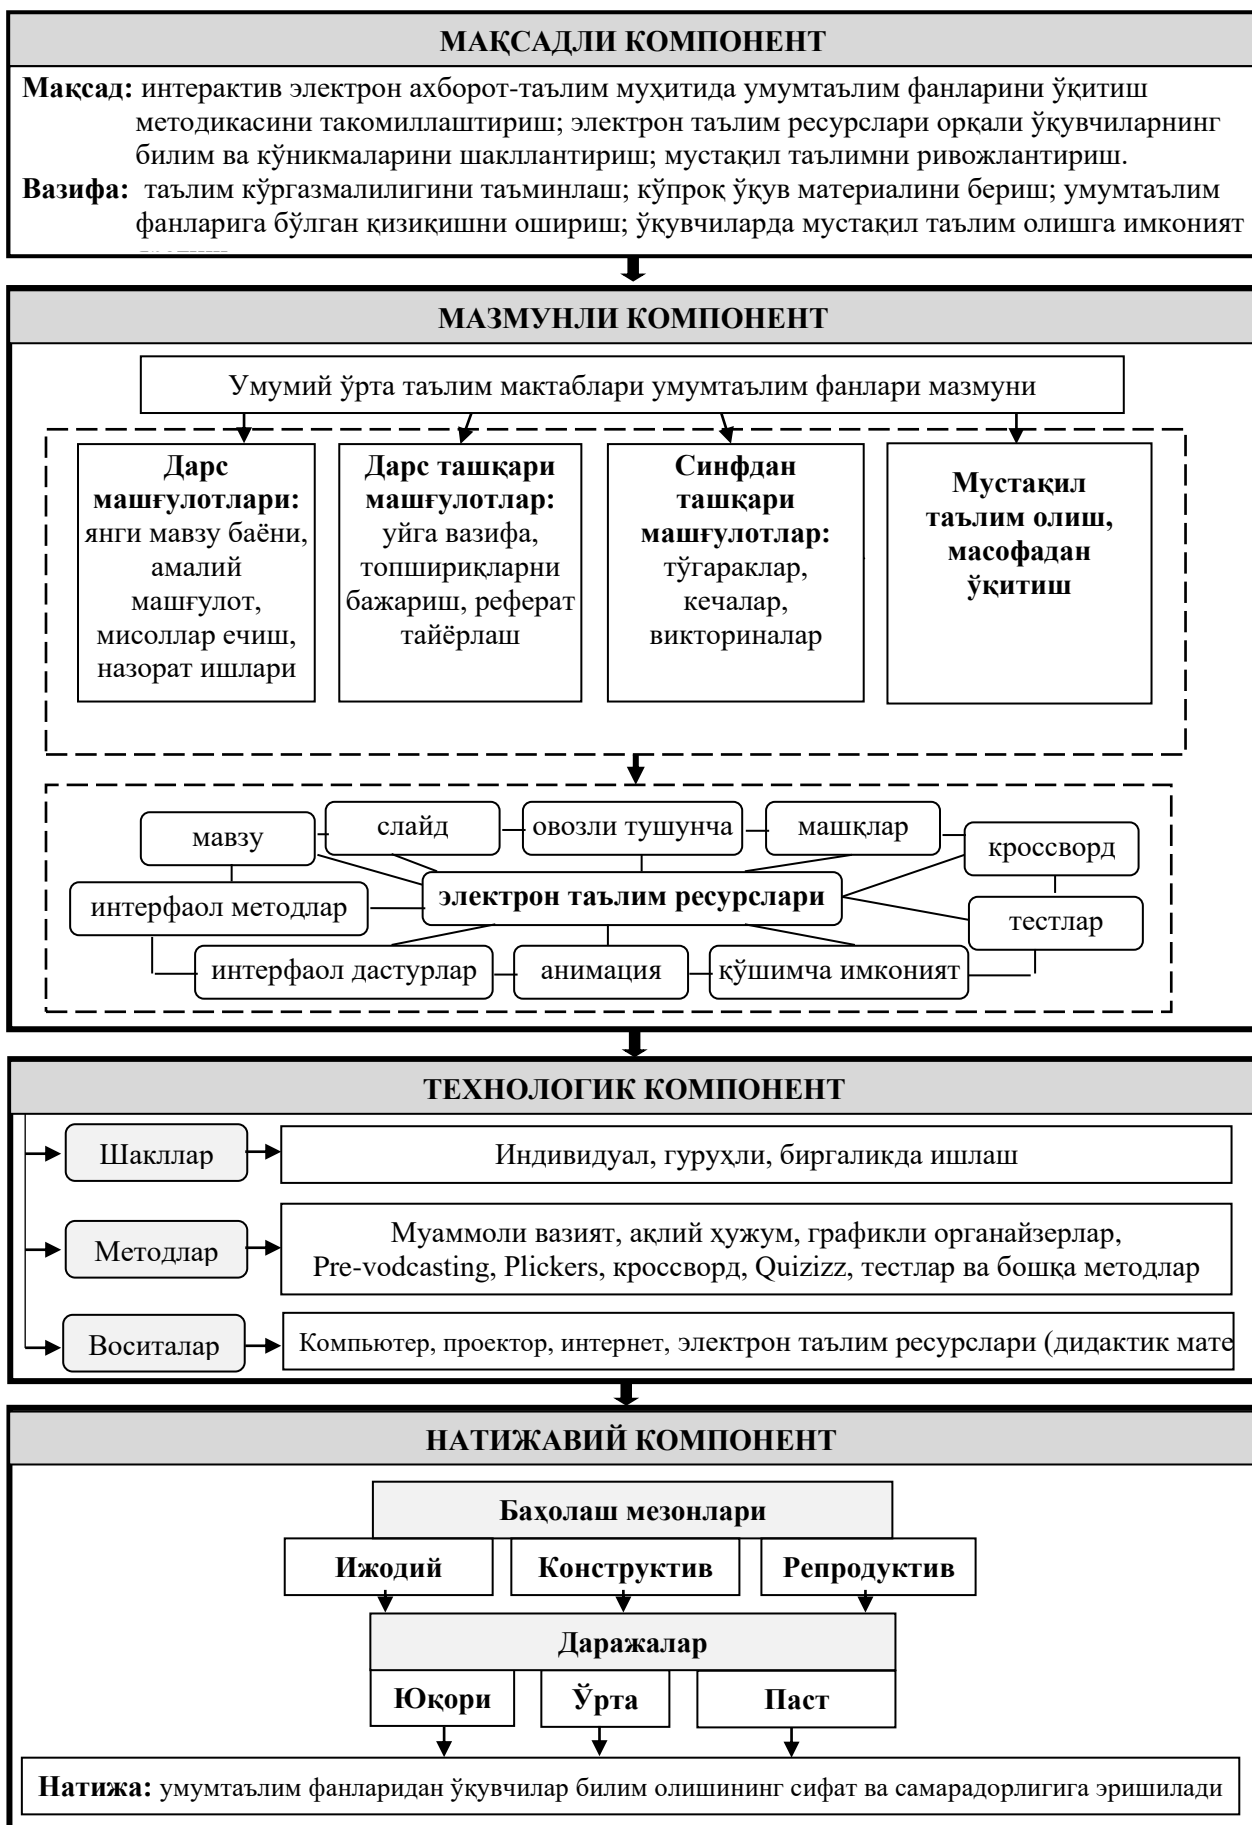 МАҚСАДЛИ КОМПОНЕНТ
Мақсад: интерактив электрон ахборот-таълим муҳитида умумтаълим фанларини ўқитиш
методикасини такомиллаштириш; электрон таълим ресурслари орқали ўқувчиларнинг
билим ва кўникмаларини шакллантириш; мустақил таълимни ривожлантириш.
Вазифа: таълим кўргазмалилигини таъминлаш; кўпроқ ўқув материалини бериш; умумтаълим
фанларига бўлган қизиқишни ошириш; ўқувчиларда мустақил таълим олишга имконият
МАЗМУНЛИ КОМПОНЕНТ
Умумий ўрта таълим мактаблари умумтаълим фанлари мазмуни
Дарс
машғулотлари:
янги мавзу баёни,
амалий
машғулот,
мисоллар ечиш,
назорат ишлари
Дарс ташқари
машғулотлар:
уйга вазифа,
топшириқларни
бажариш, реферат
тайёрлаш
Синфдан
ташқари
машғулотлар:
тўгараклар,
кечалар,
викториналар
Мустақил
таълим олиш,
масофадан
ўқитиш
мавзу
слайд
овозли тушунча
машқлар
кроссворд
интерфаол методлар
электрон таълим ресурслари
тестлар
интерфаол дастурлар
анимация
қўшимча имконият
ТЕХНОЛОГИК КОМПОНЕНТ
Шакллар
Индивидуал, гуруҳли, биргаликда ишлаш
Методлар
Муаммоли вазият, ақлий ҳужум, графикли органайзерлар,
Pre-vodcasting, Plickers, кроссворд, Quizizz, тестлар ва бошқа методлар
Воситалар
Компьютер, проектор, интернет, электрон таълим ресурслари (дидактик мате
НАТИЖАВИЙ КОМПОНЕНТ
Баҳолаш мезонлари
Ижодий
Конструктив
Репродуктив
Даражалар
Юқори
Ўрта
Паст
Натижа: умумтаълим фанларидан ўқувчилар билим олишининг сифат ва самарадорлигига эришилади